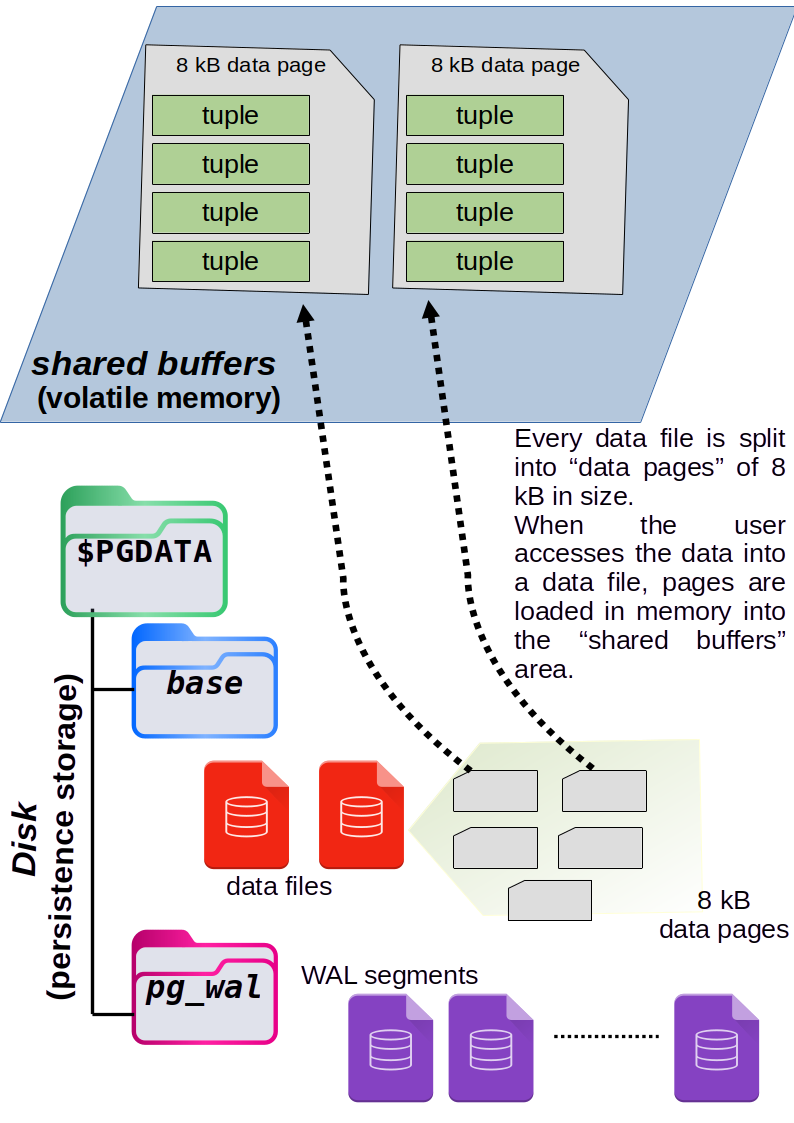 8 kB data page
tuple
tuple
tuple
tuple
8 kB data page
tuple
tuple
tuple
tuple
shared buffers
(volatile memory)
Every data file is split
into “data pages” of 8
kB in size.
When the user
accesses the data into
a data file, pages are
loaded in memory into
the “shared buffers”
area.
$PGDATA
base
Disk
(persistence storage)
data files
8 kB
data pages
pg_wal
WAL segments